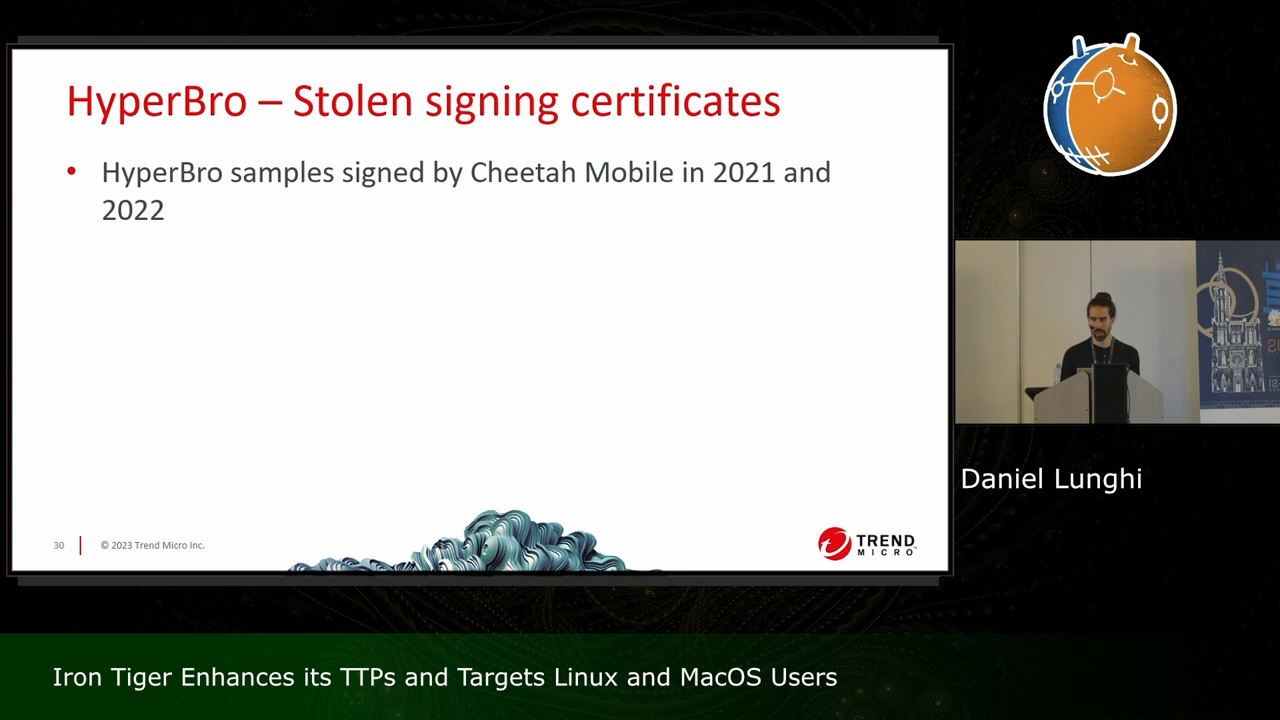 HyperBro – Stolen signing certificates
• HyperBro samples signed by Cheetah Mobile in 2021 and
2022
30
© 2023 Trend Micro Inc.
TREND
MICRO™
Daniel Lunghi
Iron Tiger Enhances its TTPs and Targets Linux and MacOS Users